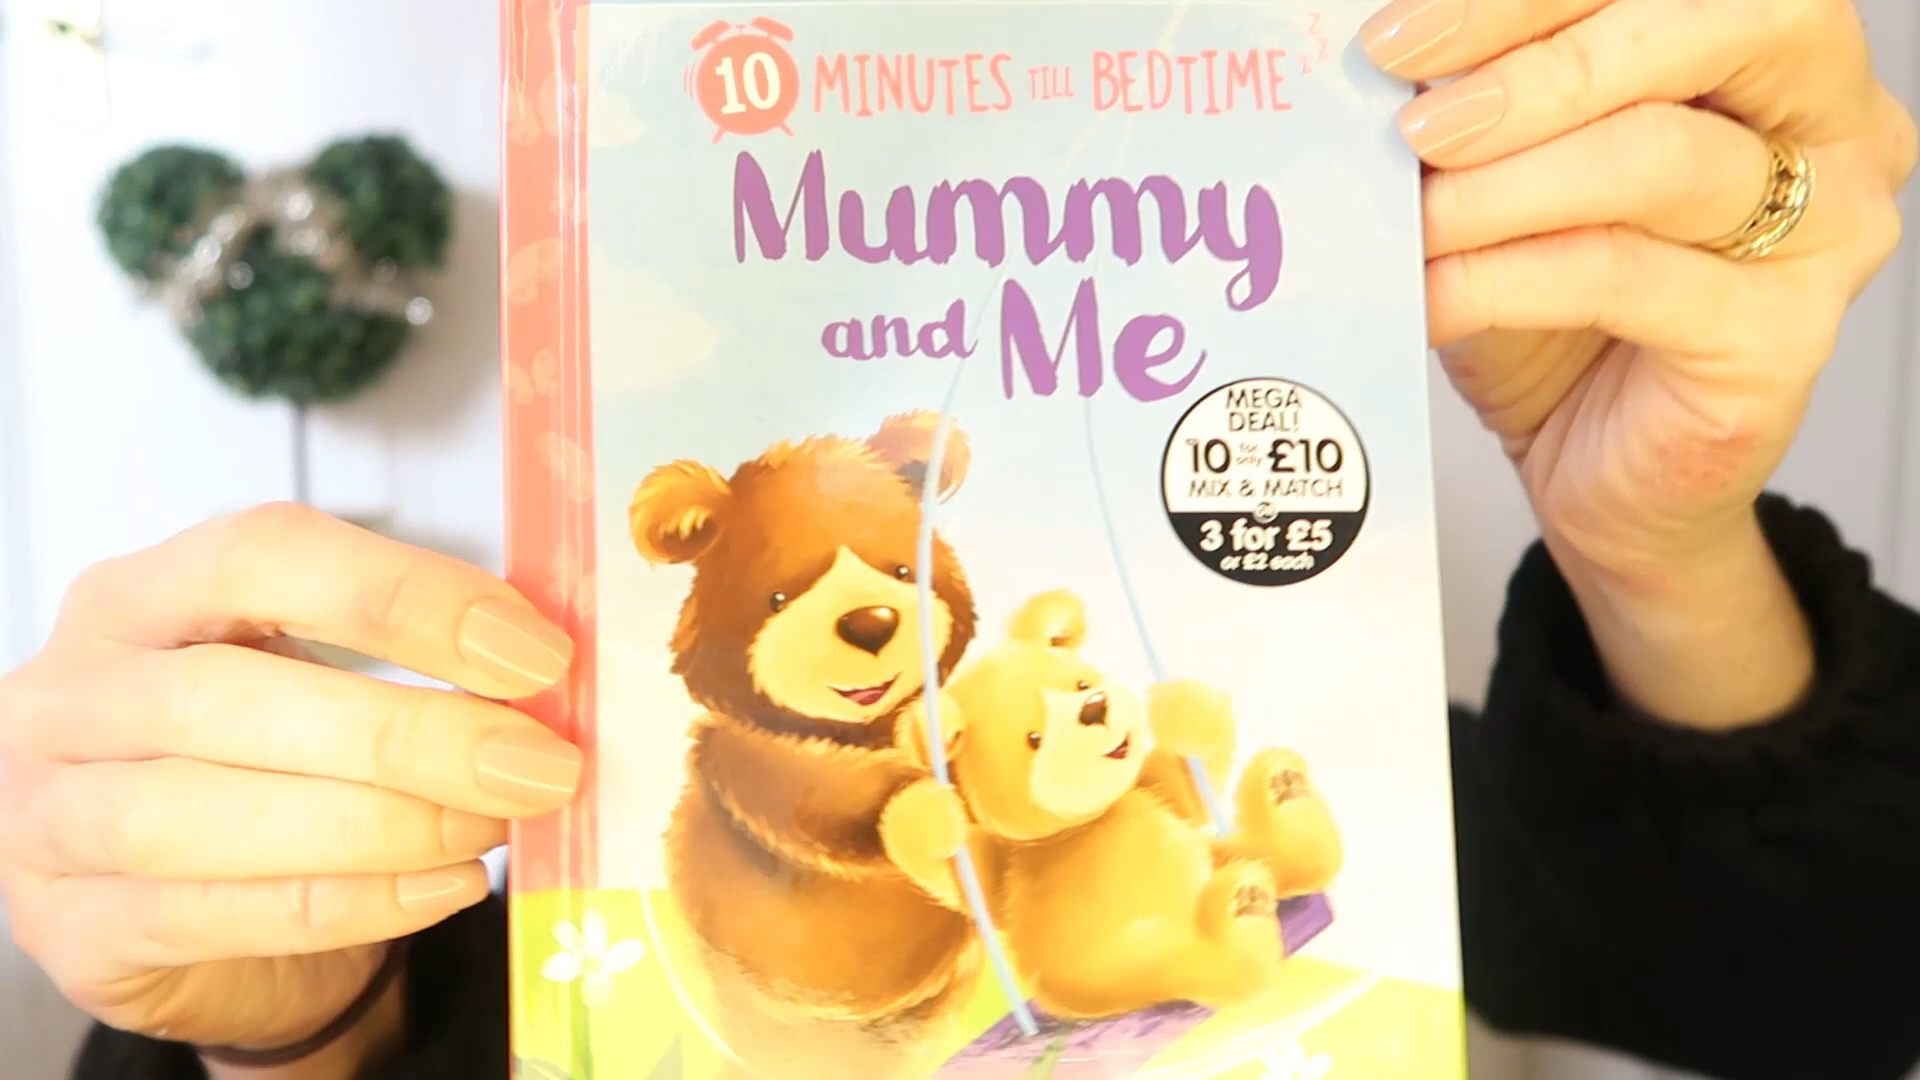 10 MINUTES TILL BEDTIME
zzz
Mummy
and Me
MEGA
DEAL!
10 for only £10
MIX & MATCH
OR
3 for £5
or £2 each